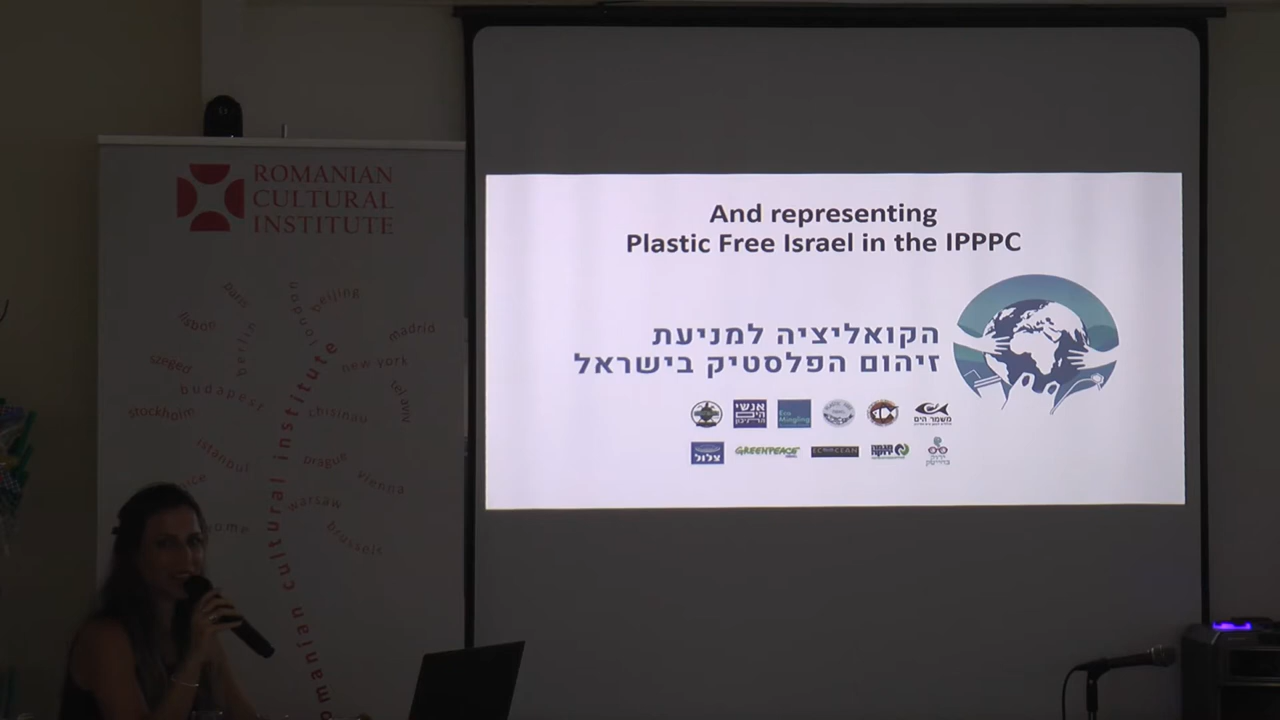 ROMANIAN
CULTURAL
INSTITUTE
paris
london
beijing
lisbon
berlin
madrid
new york
szeged
budapest
tel aviv
stockholm
chisinau
istanbul
prague
vienna
warsaw
brussels
romanian cultural institute
And representing
Plastic Free Israel in the IPPPC
הקואליציה למניעת
זיהום הפלסטיק בישראל
אנשי
הים
Eco
Mingling
משמר הים
צלול
GREENPEACE
ECOOCEAN